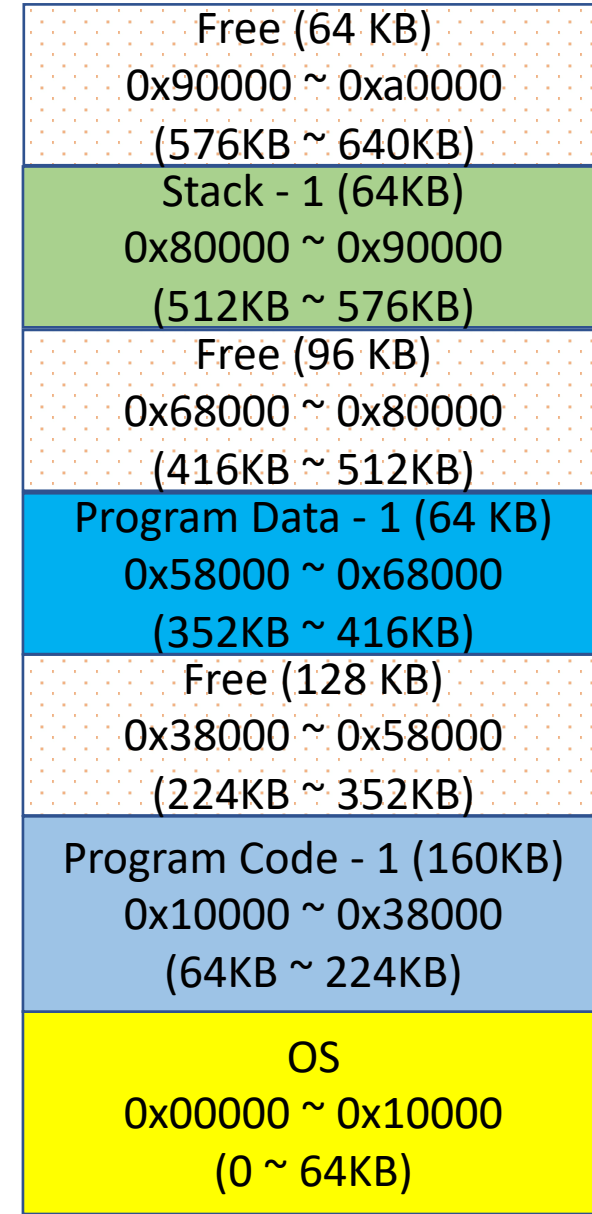 Free (64 KB)
0x90000 ~ 0xa0000
(576KB ~ 640KB)
Stack - 1 (64KB)
0x80000 ~ 0x90000
(512KB ~ 576KB)
Free (96 KB)
0x68000 ~ 0x80000
(416KB ~ 512KB)
Program Data - 1 (64 KB)
0x58000 ~ 0x68000
(352KB ~ 416KB)
Free (128 KB)
0x38000 ~ 0x58000
(224KB ~ 352KB)
Program Code - 1 (160KB)
0x10000 ~ 0x38000
(64KB ~ 224KB)
OS
0x00000 ~ 0x10000
(0 ~ 64KB)